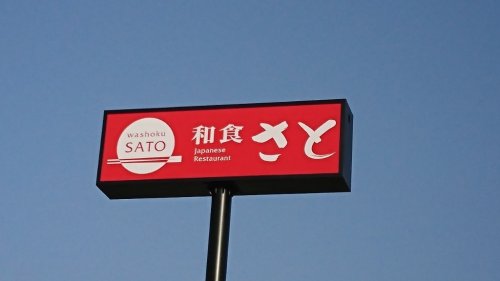 washoku
SATO
和食 さと
Japanese
Restaurant